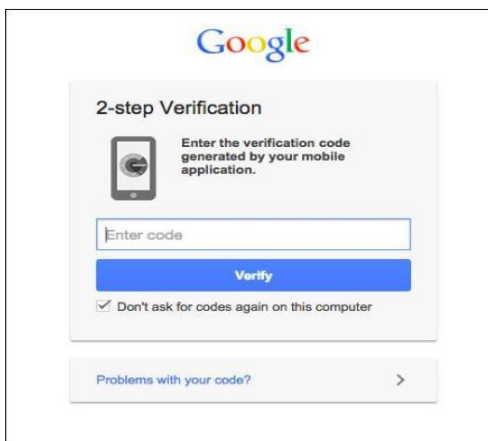 Google
2-step Verification
Enter the verification code
generated by your mobile
application.
Enter code
Verify
Don't ask for codes again on this computer
Problems with your code?